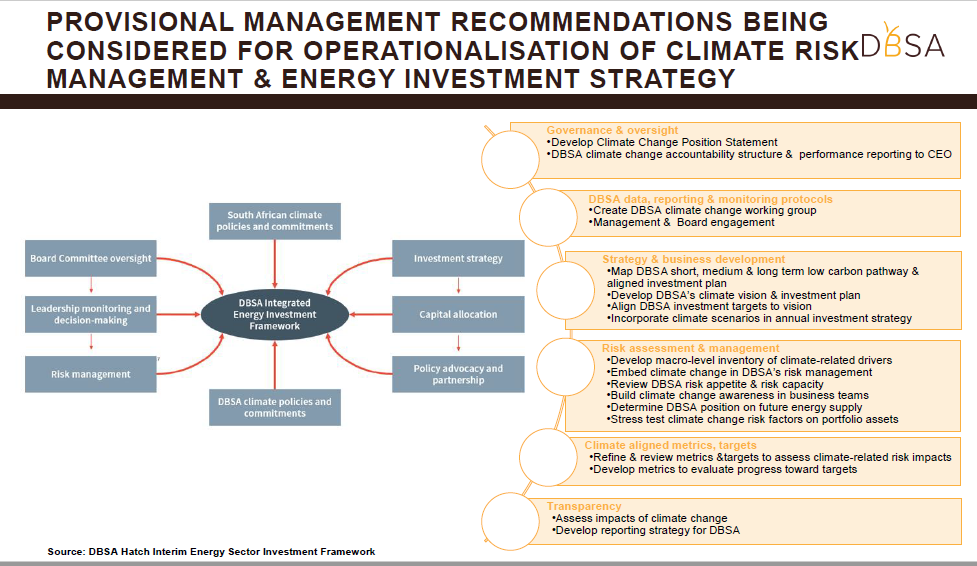 PROVISIONAL MANAGEMENT RECOMMENDATIONS BEING
CONSIDERED FOR OPERATIONALISATION OF CLIMATE RISK
MANAGEMENT & ENERGY INVESTMENT STRATEGY
DBSA
South African climate
policies and commitments
Board Committee oversight
Leadership monitoring and
decision-making
Risk management
DBSA Integrated
Energy Investment
Framework
Investment strategy
Capital allocation
Policy advocacy and
partnership
DBSA climate policies and
commitments
Governance & oversight
•Develop Climate Change Position Statement
•DBSA climate change accountability structure & performance reporting to CEO
DBSA data, reporting & monitoring protocols
•Create DBSA climate change working group
•Management & Board engagement
Strategy & business development
•Map DBSA short, medium & long term low carbon pathway &
aligned investment plan
•Develop DBSA's climate vision & investment plan
•Align DBSA investment targets to vision
•Incorporate climate scenarios in annual investment strategy
Risk assessment & management
•Develop macro-level inventory of climate-related drivers
•Embed climate change in DBSA's risk management
•Review DBSA risk appetite & risk capacity
•Build climate change awareness in business teams
•Determine DBSA position on future energy supply
•Stress test climate change risk factors on portfolio assets
Climate aligned metrics, targets
•Refine & review metrics &targets to assess climate-related risk impacts
•Develop metrics to evaluate progress toward targets
Transparency
•Assess impacts of climate change
•Develop reporting strategy for DBSA
Source: DBSA Hatch Interim Energy Sector Investment Framework